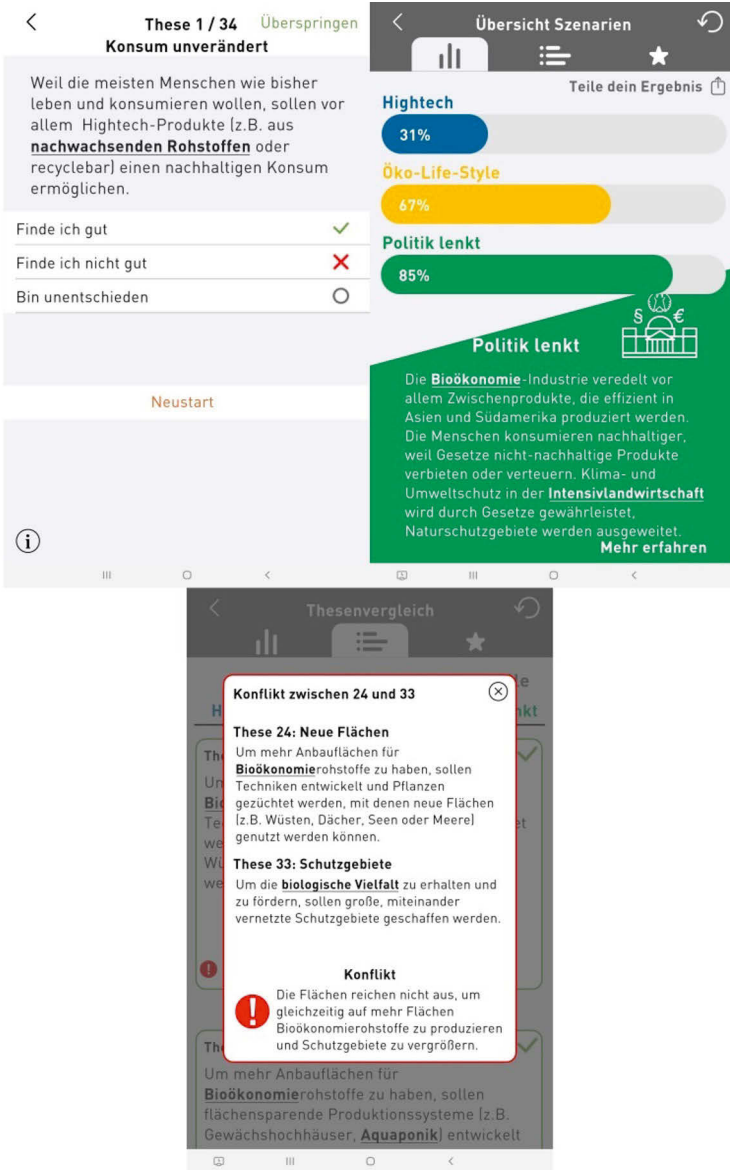 These 1 / 34 Überspringen
Konsum unverändert
Weil die meisten Menschen wie bisher
leben und konsumieren wollen, sollen vor
allem Hightech-Produkte (z.B. aus
nachwachsenden Rohstoffen oder
recyclebar) einen nachhaltigen Konsum
ermöglichen.
Finde ich gut
Finde ich nicht gut
Bin unentschieden
Neustart
Übersicht Szenarien
Teile dein Ergebnis
Hightech
31%
Öko-Life-Style
67%
Politik lenkt
85%
§ €
Politik lenkt
Die Bioökonomie-Industrie veredelt vor
allem Zwischenprodukte, die effizient in
Asien und Südamerika produziert werden.
Die Menschen konsumieren nachhaltiger,
weil Gesetze nicht-nachhaltige Produkte
verbieten oder verteuern. Klima- und
Umweltschutz in der Intensivlandwirtschaft
wird durch Gesetze gewährleistet,
Naturschutzgebiete werden ausgeweitet.
Mehr erfahren
Thesenvergleich
Konflikt zwischen 24 und 33
These 24: Neue Flächen
Um mehr Anbauflächen für
Bioökonomierohstoffe zu haben, sollen
Techniken entwickelt und Pflanzen
gezüchtet werden, mit denen neue Flächen
(z.B. Wüsten, Dächer, Seen oder Meere)
genutzt werden können.
These 33: Schutzgebiete
Um die biologische Vielfalt zu erhalten und
zu fördern, sollen große, miteinander
vernetzte Schutzgebiete geschaffen werden.
Konflikt
Die Flächen reichen nicht aus, um
gleichzeitig auf mehr Flächen
Bioökonomierohstoffe zu produzieren
und Schutzgebiete zu vergrößern.
Um mehr Anbauflächen für
Bioökonomierohstoffe zu haben, sollen
flächensparende Produktionssysteme (z.B.
Gewächshochhäuser, Aquaponik) entwickelt